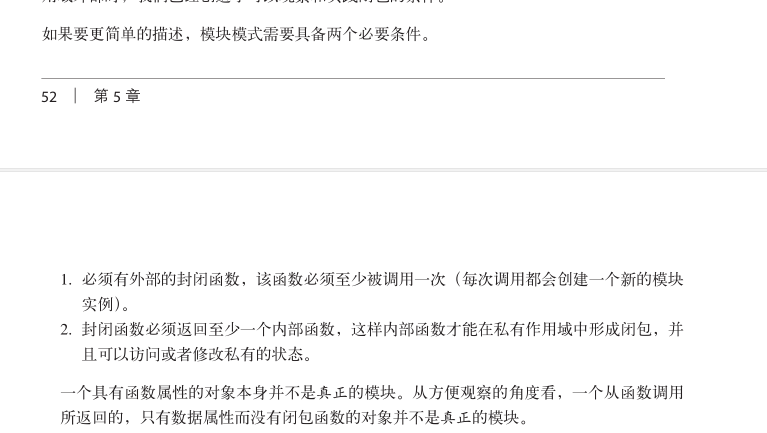 如果要更简单的描述，模块模式需要具备两个必要条件。
52 | 第 5 章
1. 必须有外部的封闭函数，该函数必须至少被调用一次（每次调用都会创建一个新的模块
实例）。
2. 封闭函数必须返回至少一个内部函数，这样内部函数才能在私有作用域中形成闭包，并
且可以访问或者修改私有的状态。
一个具有函数属性的对象本身并不是真正的模块。从方便观察的角度看，一个从函数调用
所返回的，只有数据属性而没有闭包函数的对象并不是真正的模块。